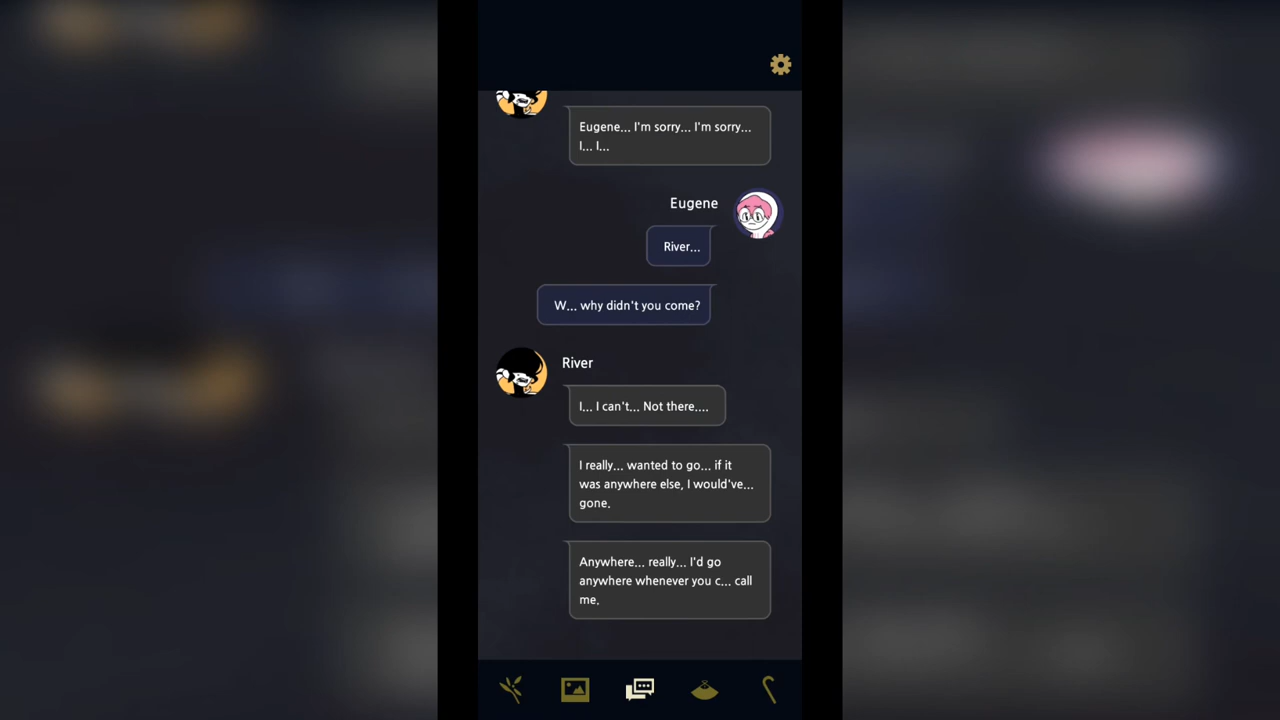 Eugene... I'm sorry... I'm sorry...
I... I...
Eugene
River...
W... why didn't you come?
River
I... I can't... Not there....
I really... wanted to go... if it
was anywhere else, I would've...
gone.
Anywhere... really... I'd go
anywhere whenever you c... call
me.